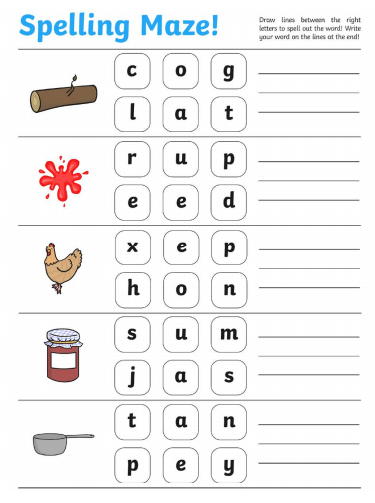 Spelling Maze!
Draw lines between the right
letters to spell out the word! Write
your word on the lines at the end!
c o g
l a t
r u p
e e d
x e p
h o n
s u m
j a s
t a n
p e y